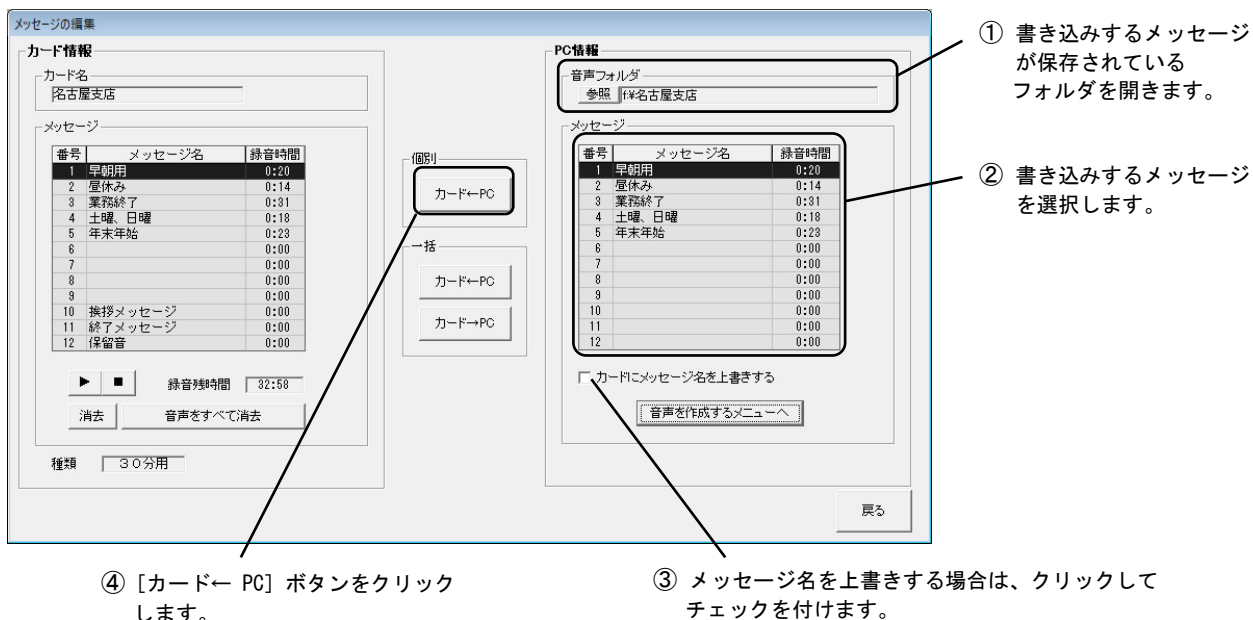 メッセージの編集
カード情報
カード名
名古屋支店
メッセージ
番号 メッセージ名 録音時間
1 早朝用 0:20
2 昼休み 0:14
3 業務終了 0:31
4 土曜、日曜 0:18
5 年末年始 0:23
6 0:00
7 0:00
8 0:00
9 0:00
10 挨拶メッセージ 0:00
11 終了メッセージ 0:00
12 保留音 0:00
▶ ■ 録音残時間 32:58
消去 音声をすべて消去
種類 30分用
個別
カード←PC
一括
カード←PC
カード→PC
PC情報
音声フォルダ
参照 f:¥名古屋支店
メッセージ
番号 メッセージ名 録音時間
1 早朝用 0:20
2 昼休み 0:14
3 業務終了 0:31
4 土曜、日曜 0:18
5 年末年始 0:23
6 0:00
7 0:00
8 0:00
9 0:00
10 0:00
11 0:00
12 0:00
カードにメッセージ名を上書きする
音声を作成するメニューへ
戻る
① 書き込みするメッセージ
が保存されている
フォルダを開きます。
② 書き込みするメッセージ
を選択します。
③ メッセージ名を上書きする場合は、クリックして
チェックを付けます。
④ [カード← PC] ボタンをクリック
します。